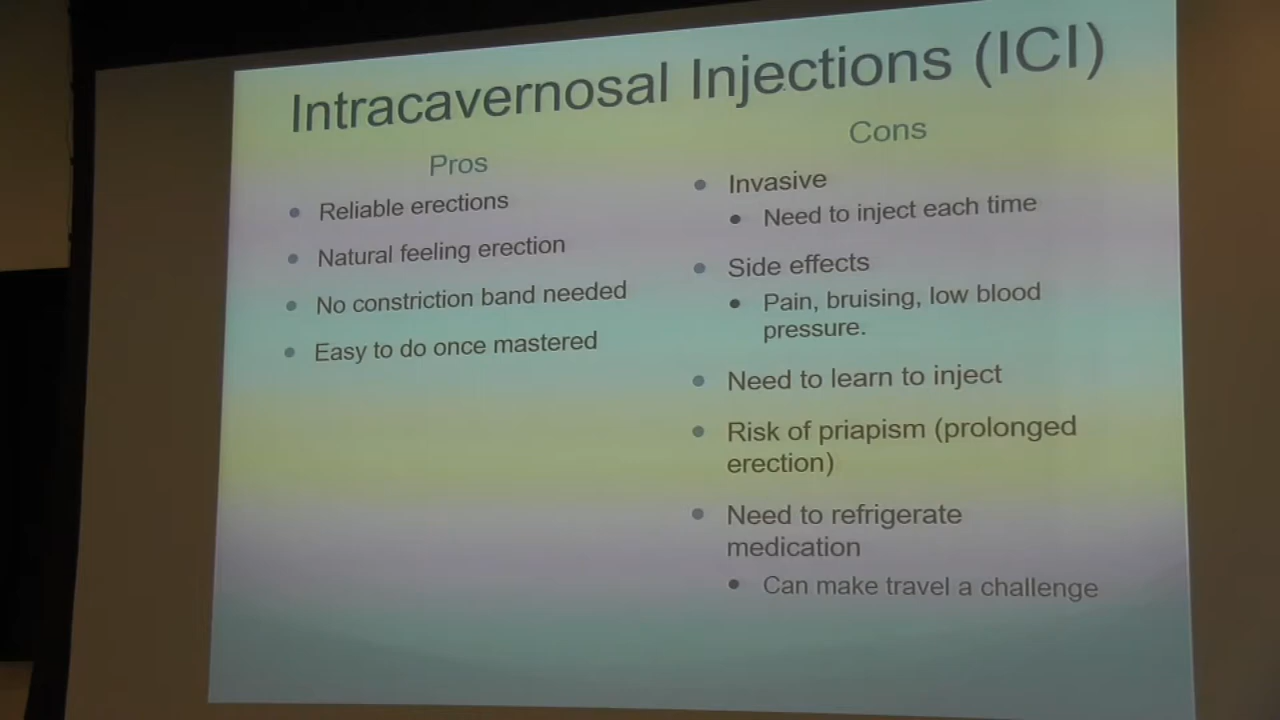 Intracavernosal Injections (ICI)
Pros
Reliable erections
Natural feeling erection
No constriction band needed
Easy to do once mastered
Cons
Invasive
Need to inject each time
Side effects
Pain, bruising, low blood
pressure.
Need to learn to inject
Risk of priapism (prolonged
erection)
Need to refrigerate
medication
Can make travel a challenge